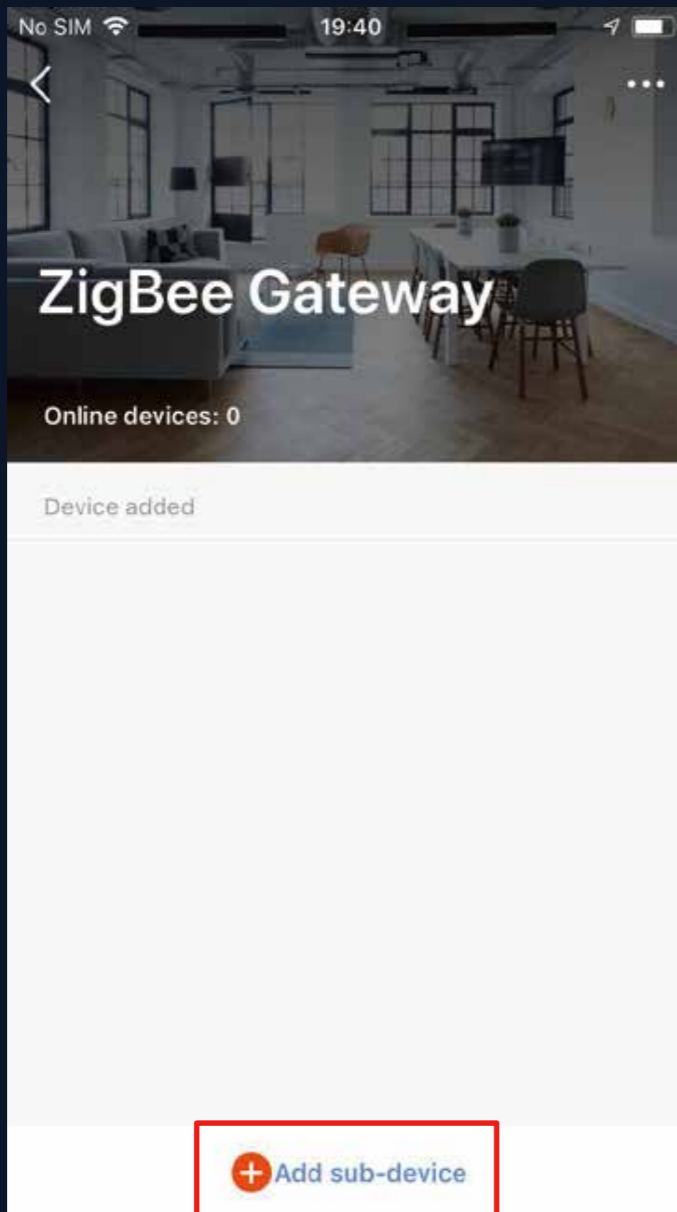 No SIM 19:40
ZigBee Gateway
Online devices: 0
Device added
Add sub-device